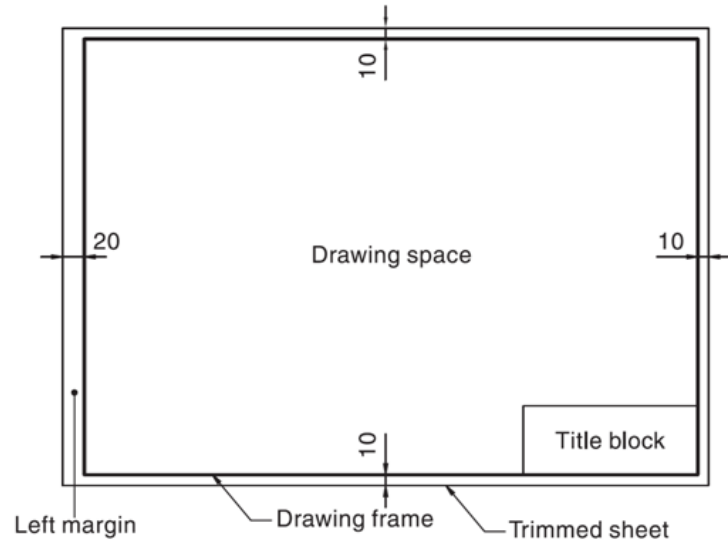 10
20
Drawing space
10
10
Title block
Left margin
Drawing frame
Trimmed sheet